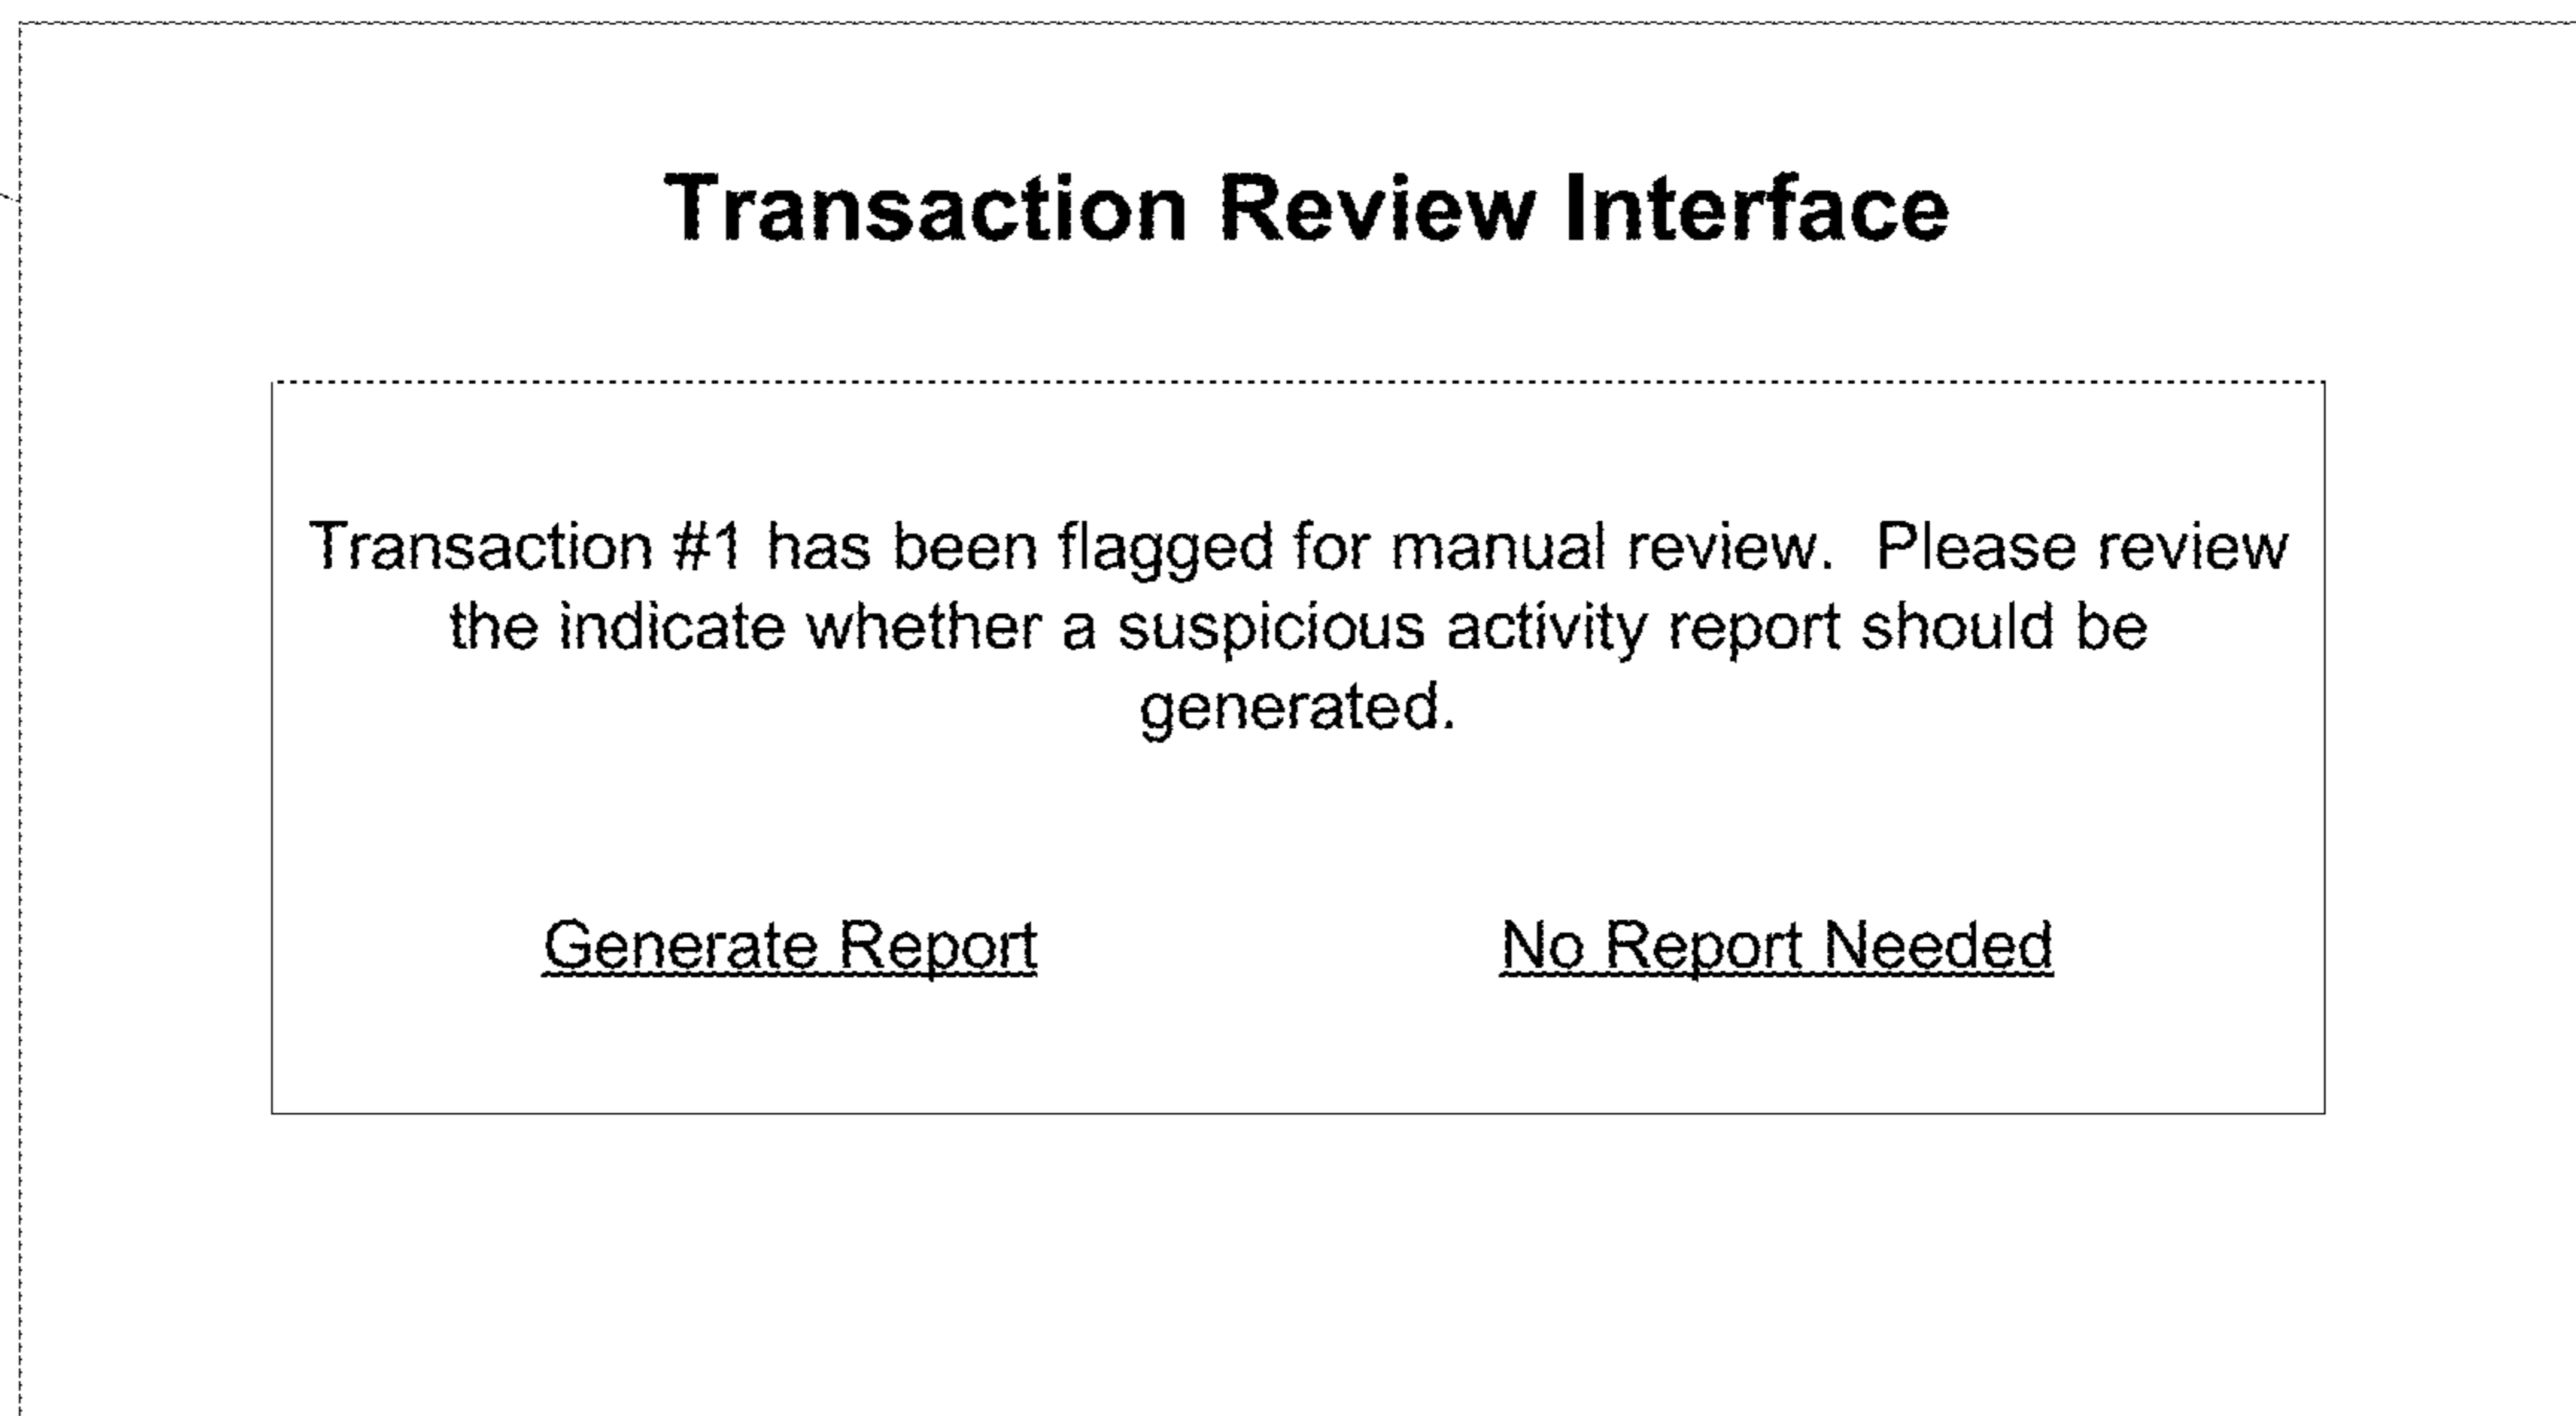 Transaction Review Interface
Transaction #1 has been flagged for manual review.  Please review
the indicate whether a suspicious activity report should be
generated.
Generate Report
No Report Needed